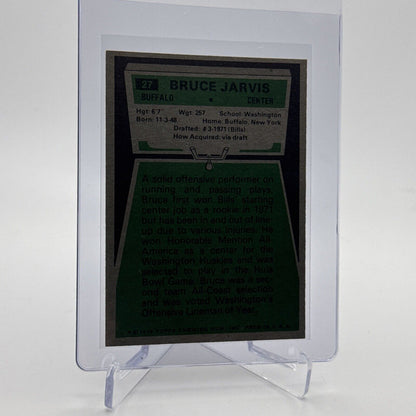 27 BRUCE JARVIS
BUFFALO • CENTER
Hgt: 6'7" Wgt: 257 School: Washington
Born: 11-3-48 Home: Buffalo, New York
Drafted: #3-1971 (Bills)
How Acquired: via draft
A solid offensive performer on
running and passing plays,
Bruce first won Bills' starting
center job as a rookie in 1971
but has been in and out of line
up due to various injuries. He
won Honorable Mention All-
America as a center for the
Washington Huskies and was
selected to play in the Hula
Bowl Game. Bruce was a sec-
ond team All-Coast selection
and was voted Washington's
Offensive Lineman of Year.